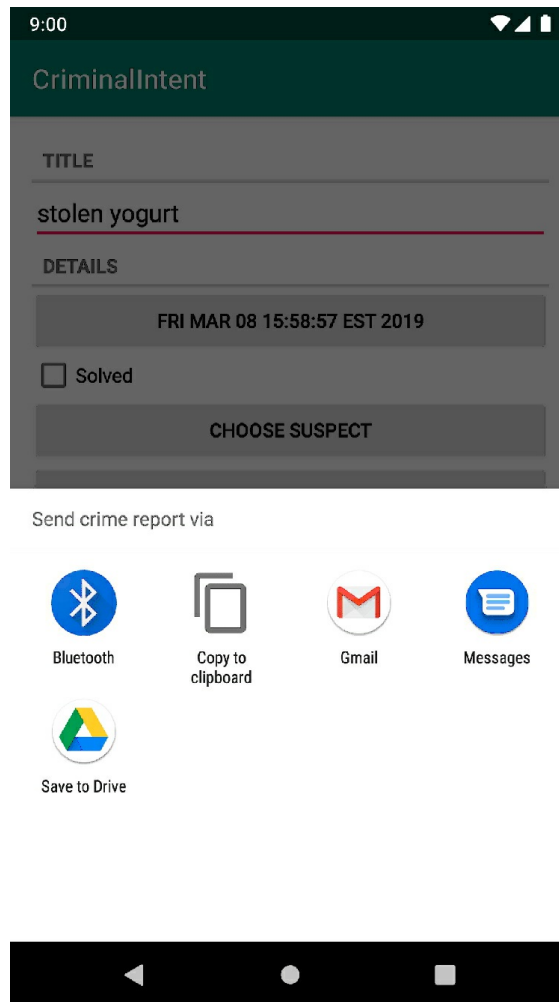 9:00
CriminalIntent
TITLE
stolen yogurt
DETAILS
FRI MAR 08 15:58:57 EST 2019
Solved
CHOOSE SUSPECT
Send crime report via
Bluetooth
Copy to
clipboard
Gmail
Messages
Save to Drive